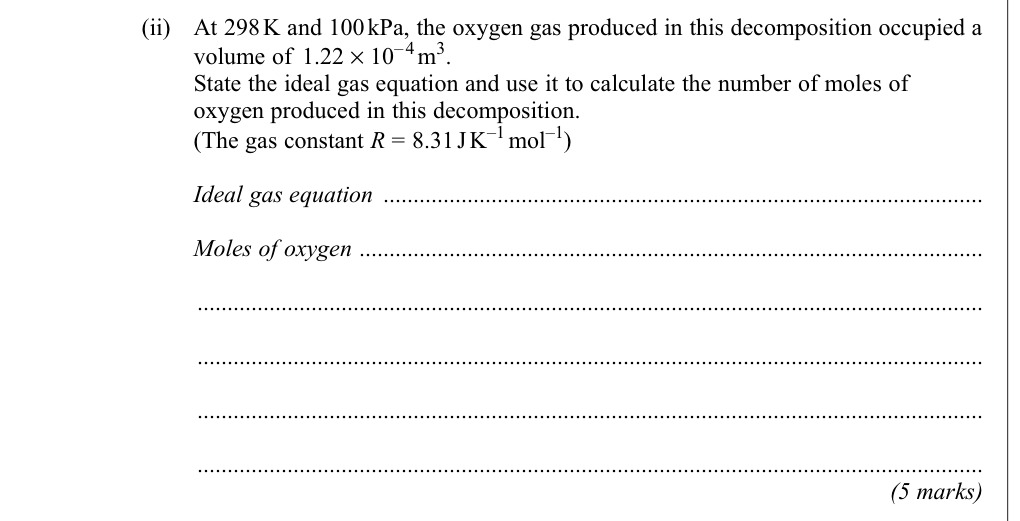 (ii) At 298 K and 100 kPa, the oxygen gas produced in this decomposition occupied a
volume of 1.22 × 10⁻⁴ m³.
State the ideal gas equation and use it to calculate the number of moles of
oxygen produced in this decomposition.
(The gas constant R = 8.31 J K⁻¹ mol⁻¹)
Ideal gas equation ....................................................................................................
Moles of oxygen ........................................................................................................
...................................................................................................................................
...................................................................................................................................
...................................................................................................................................
...................................................................................................................................
(5 marks)